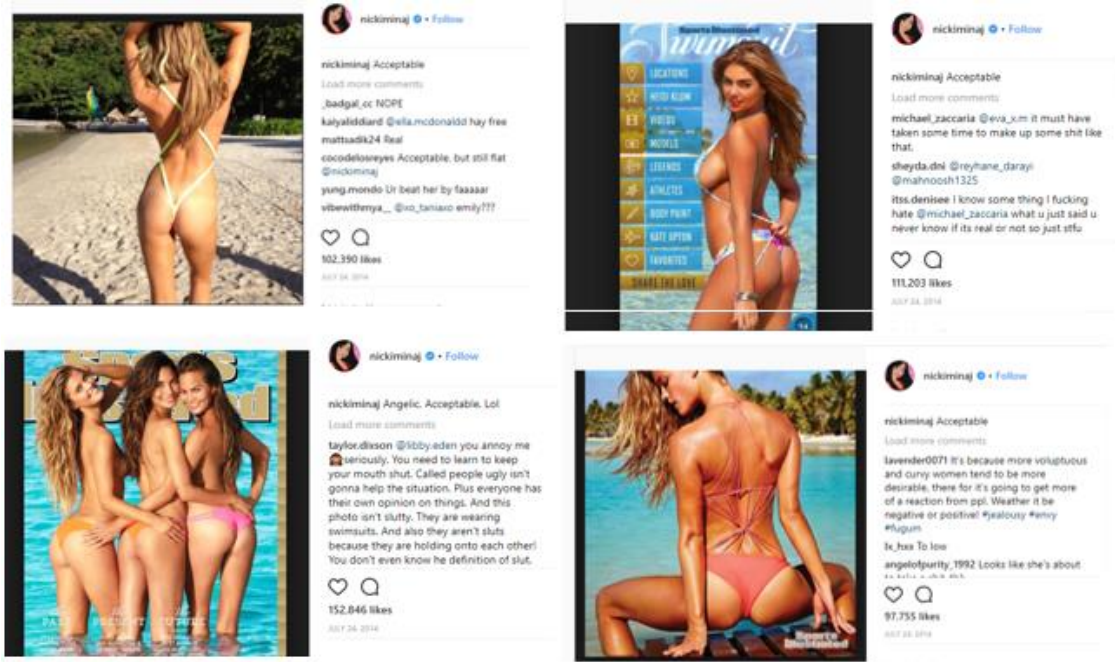 nickiminaj • Follow
nickiminaj Acceptable
Load more comments
_badgal_cc NOPE
kaiyaliddiard @ella.mcdonaldd hay free
mattsadik24 Real
cocodelosreyes Acceptable, but still flat
@nickiminaj
yung.mondo Ur beat her by faaaaar
vibewithmya__ @xo_taniaxo emily???
102,390 likes
JULY 24, 2014
Sports Illustrated
Swimsuit
LOCATIONS
HEIDI KLUM
VIDEOS
MODELS
LEGENDS
ATHLETES
BODY PAINT
KATE UPTON
FAVORITES
SHARE THE LOVE
nickiminaj • Follow
nickiminaj Acceptable
Load more comments
michael_zaccaria @eva_x.m it must have
taken some time to make up some shit like
that.
sheyda.dni @reyhane_darayi
@mahnoosh1325
itss.denisee I know some thing I fucking
hate @michael_zaccaria what u just said u
never know if its real or not so just stfu
111,203 likes
JULY 24, 2014
Sports
Illustrated
PAST
PRESENT
FUTURE
nickiminaj • Follow
nickiminaj Angelic. Acceptable. Lol
Load more comments
taylor.dixson @libby.eden you annoy me
seriously. You need to learn to keep
your mouth shut. Called people ugly isn't
gonna help the situation. Plus everyone has
their own opinion on things. And this
photo isn't slutty. They are wearing
swimsuits. And also they aren't sluts
because they are holding onto each other!
You don't even know he definition of slut.
152,846 likes
JULY 24, 2014
Sports
Illustrated
nickiminaj • Follow
nickiminaj Acceptable
Load more comments
lavender0071 It's because more voluptuous
and curvy women tend to be more
desirable, there for it's going to get more
of a reaction from ppl. Weather it be
negative or positive! #jealousy #envy
#fugum
lx_hxx To low
angelofpurity_1992 Looks like she's about
97,755 likes
2014